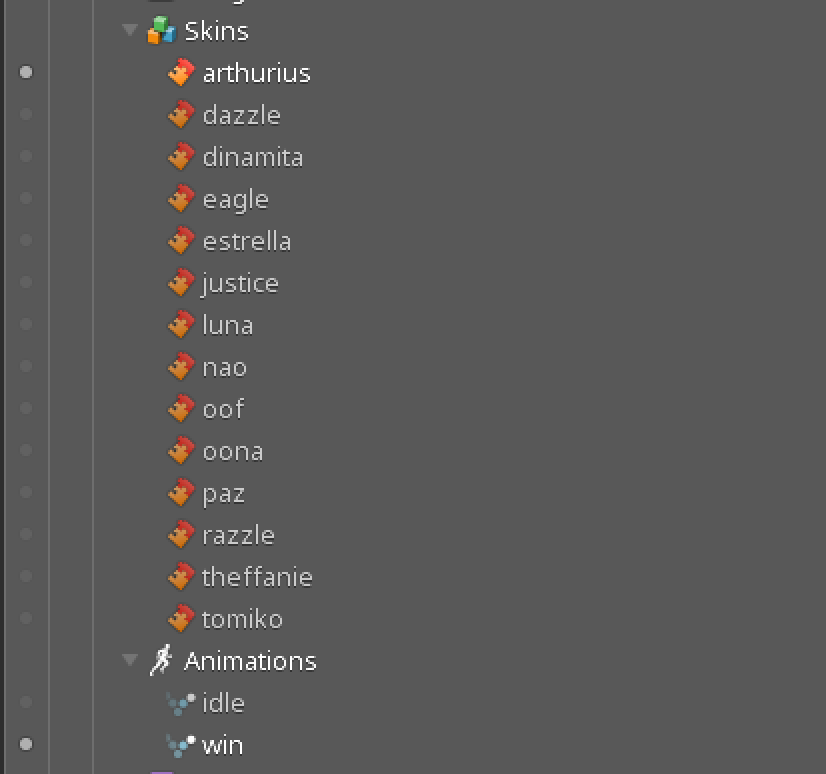 Skins
arthurius
dazzle
dinamita
eagle
estrella
justice
luna
nao
oof
oona
paz
razzle
theffanie
tomiko
Animations
idle
win